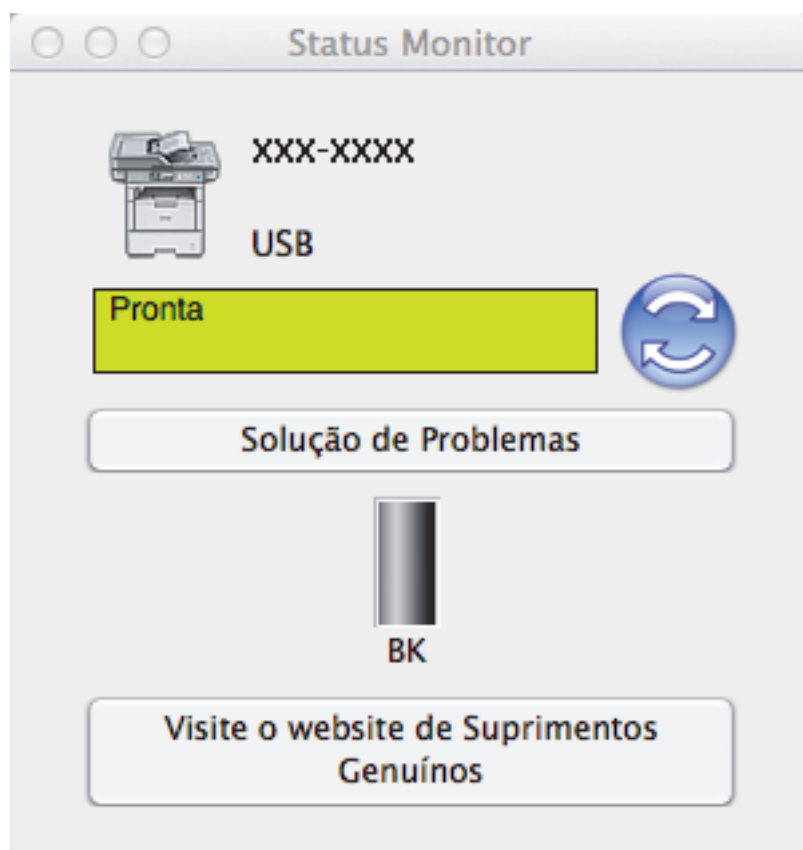 Status Monitor
XXX-XXXX
USB
Pronta
Solução de Problemas
BK
Visite o website de Suprimentos
Genuínos